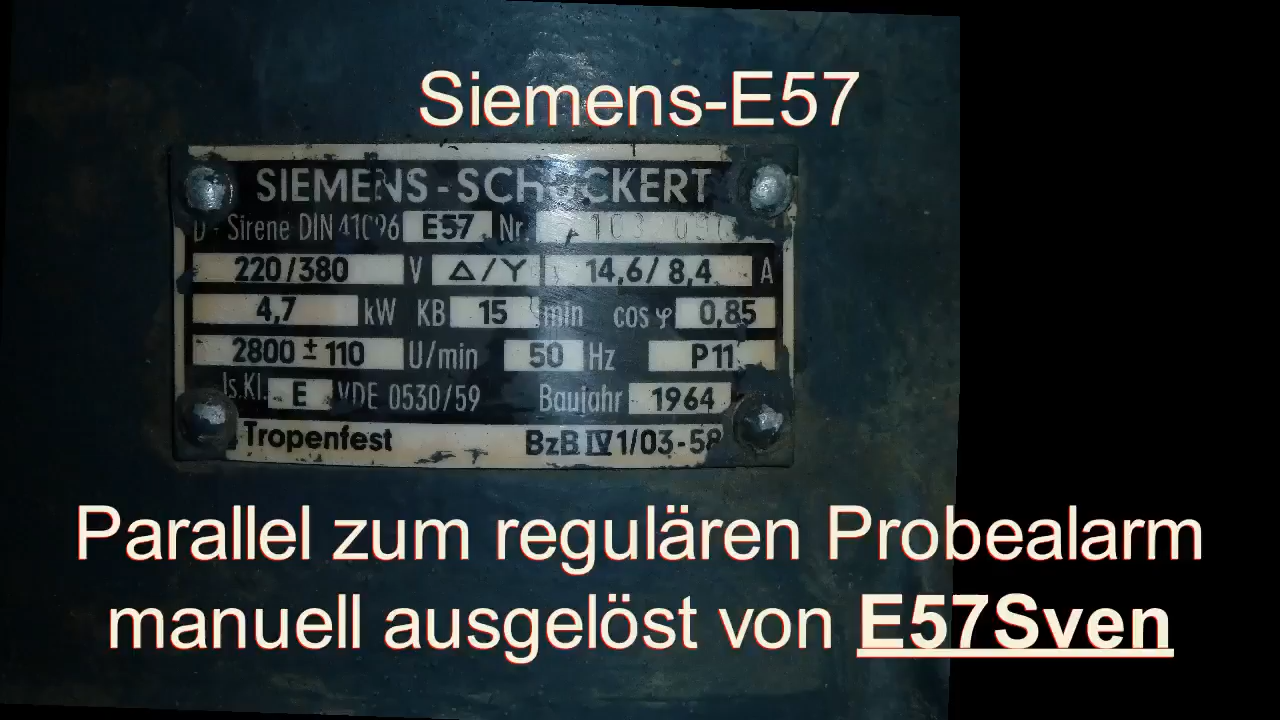 Siemens-E57
SIEMENS-SCHUCKERT
D-Sirene DIN 41096 E57 Nr.
220/380 V △/Y 14,6/8,4 A
4,7 kW KB 15 min cos φ 0,85
2800 ± 110 U/min 50 Hz P11
Is.Kl. E VDE 0530/59 Baujahr 1964
Tropenfest BzB IV 1/03-58
Parallel zum regulären Probealarm
manuell ausgelöst von E57Sven